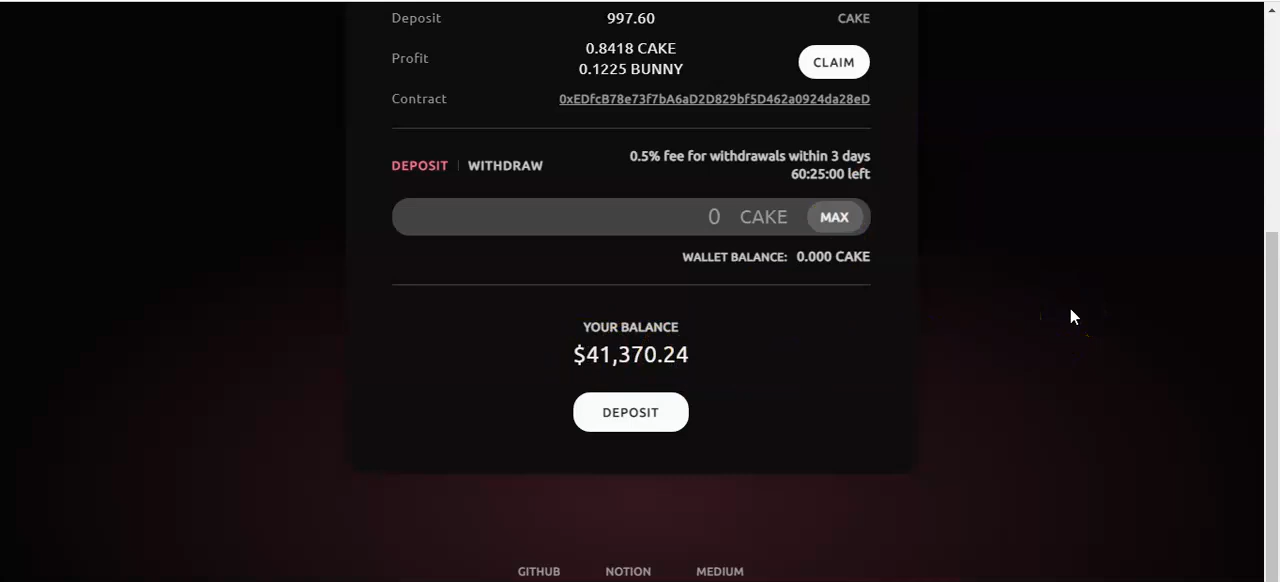 Deposit 997.60 CAKE
Profit 0.8418 CAKE
0.1225 BUNNY CLAIM
Contract 0xEDfcB78e73f7bA6aD2D829bf5D462a0924da28eD
DEPOSIT | WITHDRAW 0.5% fee for withdrawals within 3 days
60:25:00 left
0 CAKE MAX
WALLET BALANCE: 0.000 CAKE
YOUR BALANCE
$41,370.24
DEPOSIT
GITHUB NOTION MEDIUM